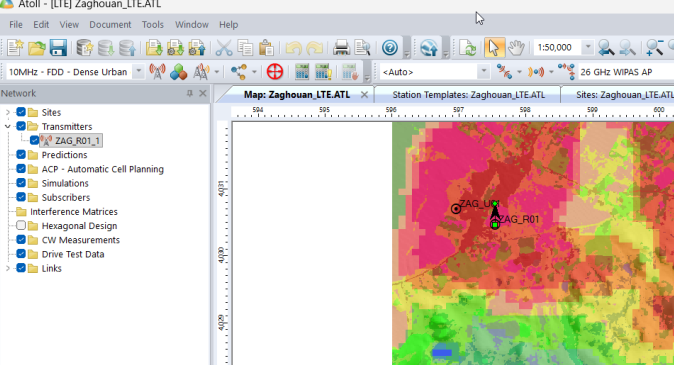 Atoll - [LTE] Zaghouan_LTE.ATL
File Edit View Document Tools Window Help
1:50,000
10MHz - FDD - Dense Urban
<Auto>
26 GHz WIPAS AP
Network
Map: Zaghouan_LTE.ATL
Station Templates: Zaghouan_LTE.ATL
Sites: Zaghouan_LTE.ATL
594 595 596 597 598 599 600
Sites
Transmitters
ZAG_R01_1
Predictions
ACP - Automatic Cell Planning
Simulations
Subscribers
Interference Matrices
Hexagonal Design
CW Measurements
Drive Test Data
Links
4,031
4,030
4,029
ZAG_R01